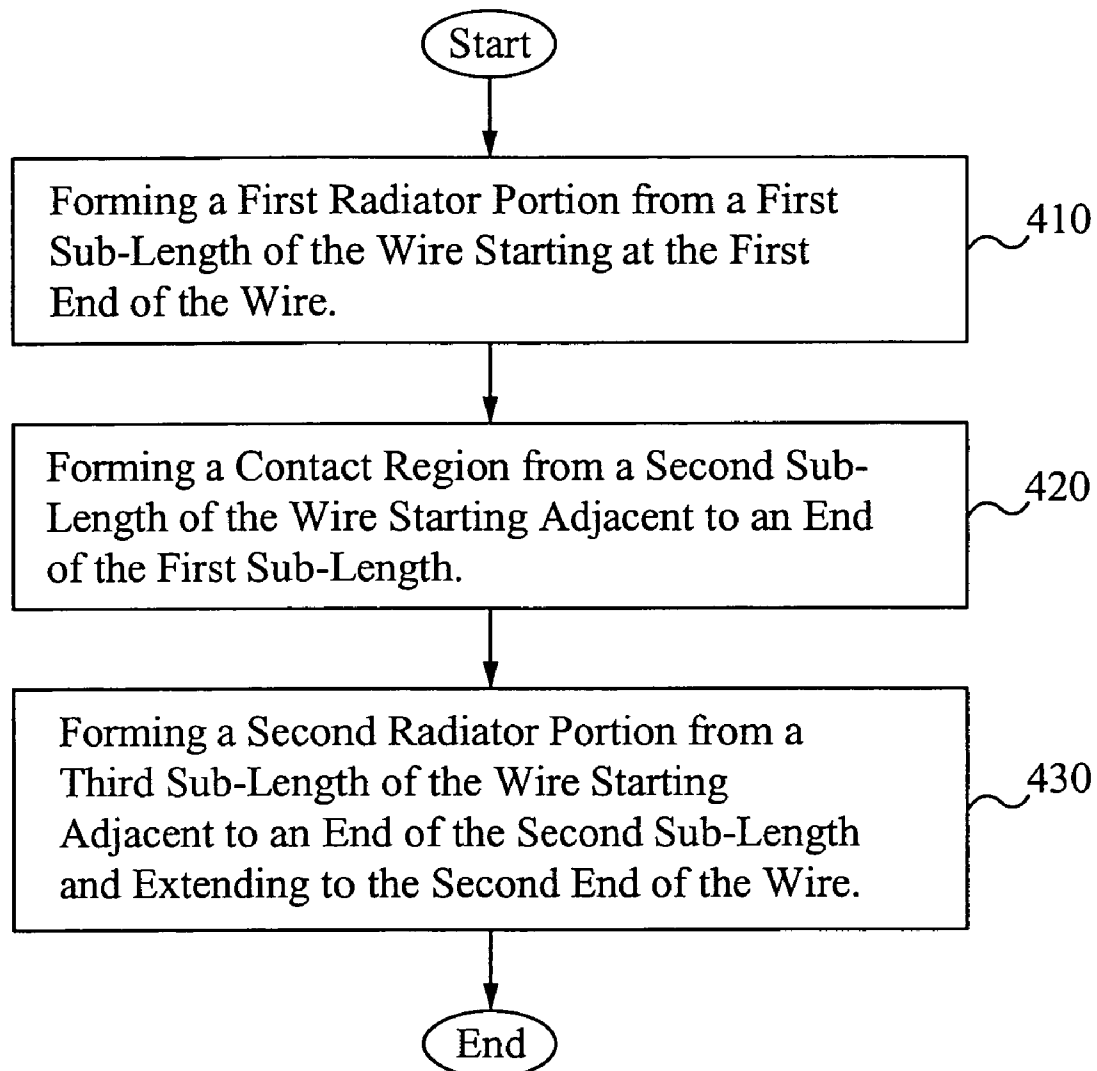 Start
Forming a First Radiator Portion from a First
Sub-Length of the Wire Starting at the First
End of the Wire.
410
Forming a Contact Region from a Second Sub-
Length of the Wire Starting Adjacent to an End
of the First Sub-Length.
420
Forming a Second Radiator Portion from a
Third Sub-Length of the Wire Starting
Adjacent to an End of the Second Sub-Length
and Extending to the Second End of the Wire.
430
End